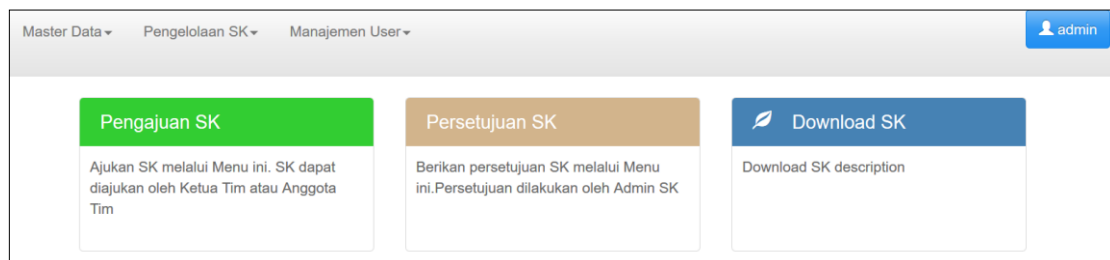 Master Data Pengelolaan SK Manajemen User admin
Pengajuan SK
Ajukan SK melalui Menu ini. SK dapat
diajukan oleh Ketua Tim atau Anggota
Tim
Persetujuan SK
Berikan persetujuan SK melalui Menu
ini.Persetujuan dilakukan oleh Admin SK
Download SK
Download SK description